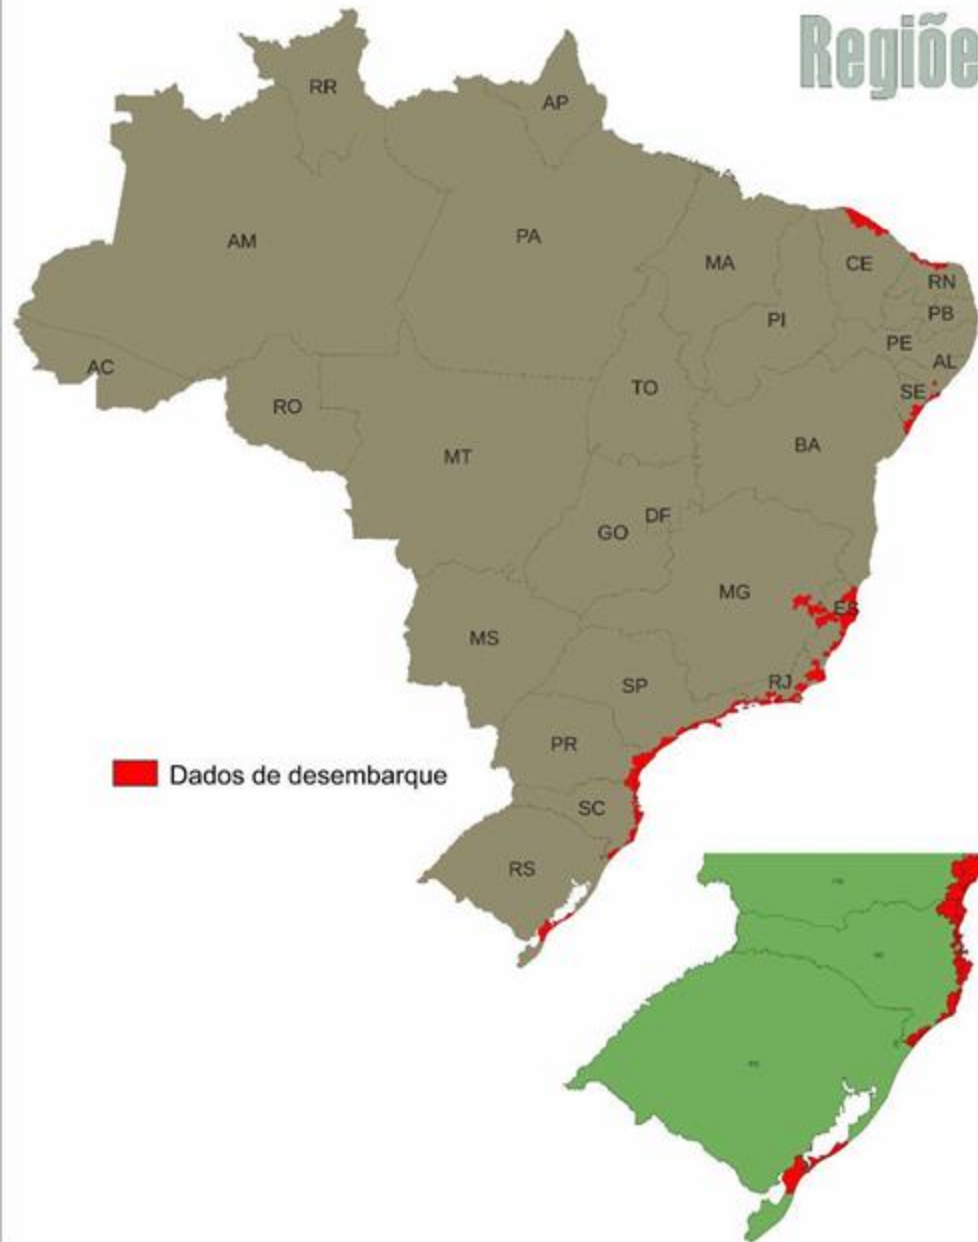 Regiõe
RR
AP
AM
PA
MA
CE
RN
PB
PI
PE
AL
AC
TO
SE
RO
BA
MT
DF
GO
MG
ES
MS
RJ
SP
PR
Dados de desembarque
SC
RS